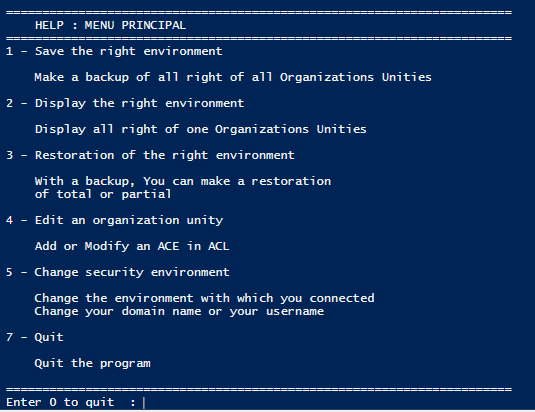 ======================================================================
HELP : MENU PRINCIPAL
======================================================================
1 - Save the right environment
Make a backup of all right of all Organizations Unities
2 - Display the right environment
Display all right of one Organizations Unities
3 - Restoration of the right environment
With a backup, You can make a restoration
of total or partial
4 - Edit an organization unity
Add or Modify an ACE in ACL
5 - Change security environment
Change the environment with which you connected
Change your domain name or your username
7 - Quit
Quit the program
======================================================================
Enter O to quit  :